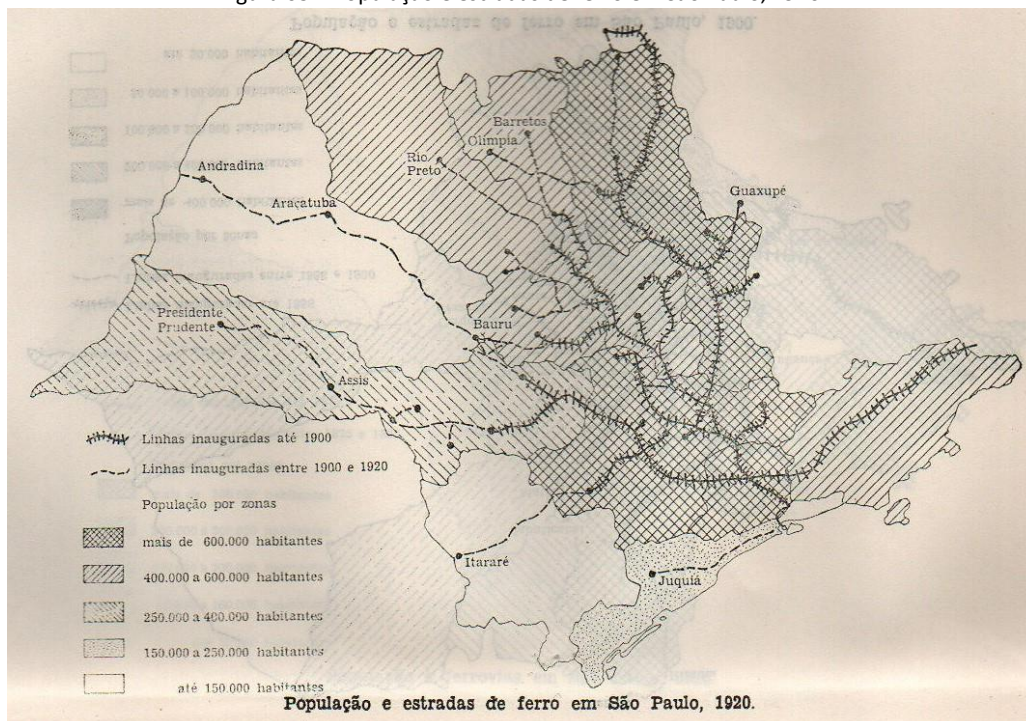 Barretos
Olímpia
Rio
Preto
Andradina
Guaxupé
Araçatuba
Presidente
Prudente
Bauru
Assis
Linhas inauguradas até 1900
Linhas inauguradas entre 1900 e 1920
População por zonas
mais de 600.000 habitantes
Itararé
400.000 a 600.000 habitantes
Juquiá
250.000 a 400.000 habitantes
150.000 a 250.000 habitantes
até 150.000 habitantes
População e estradas de ferro em São Paulo, 1920.